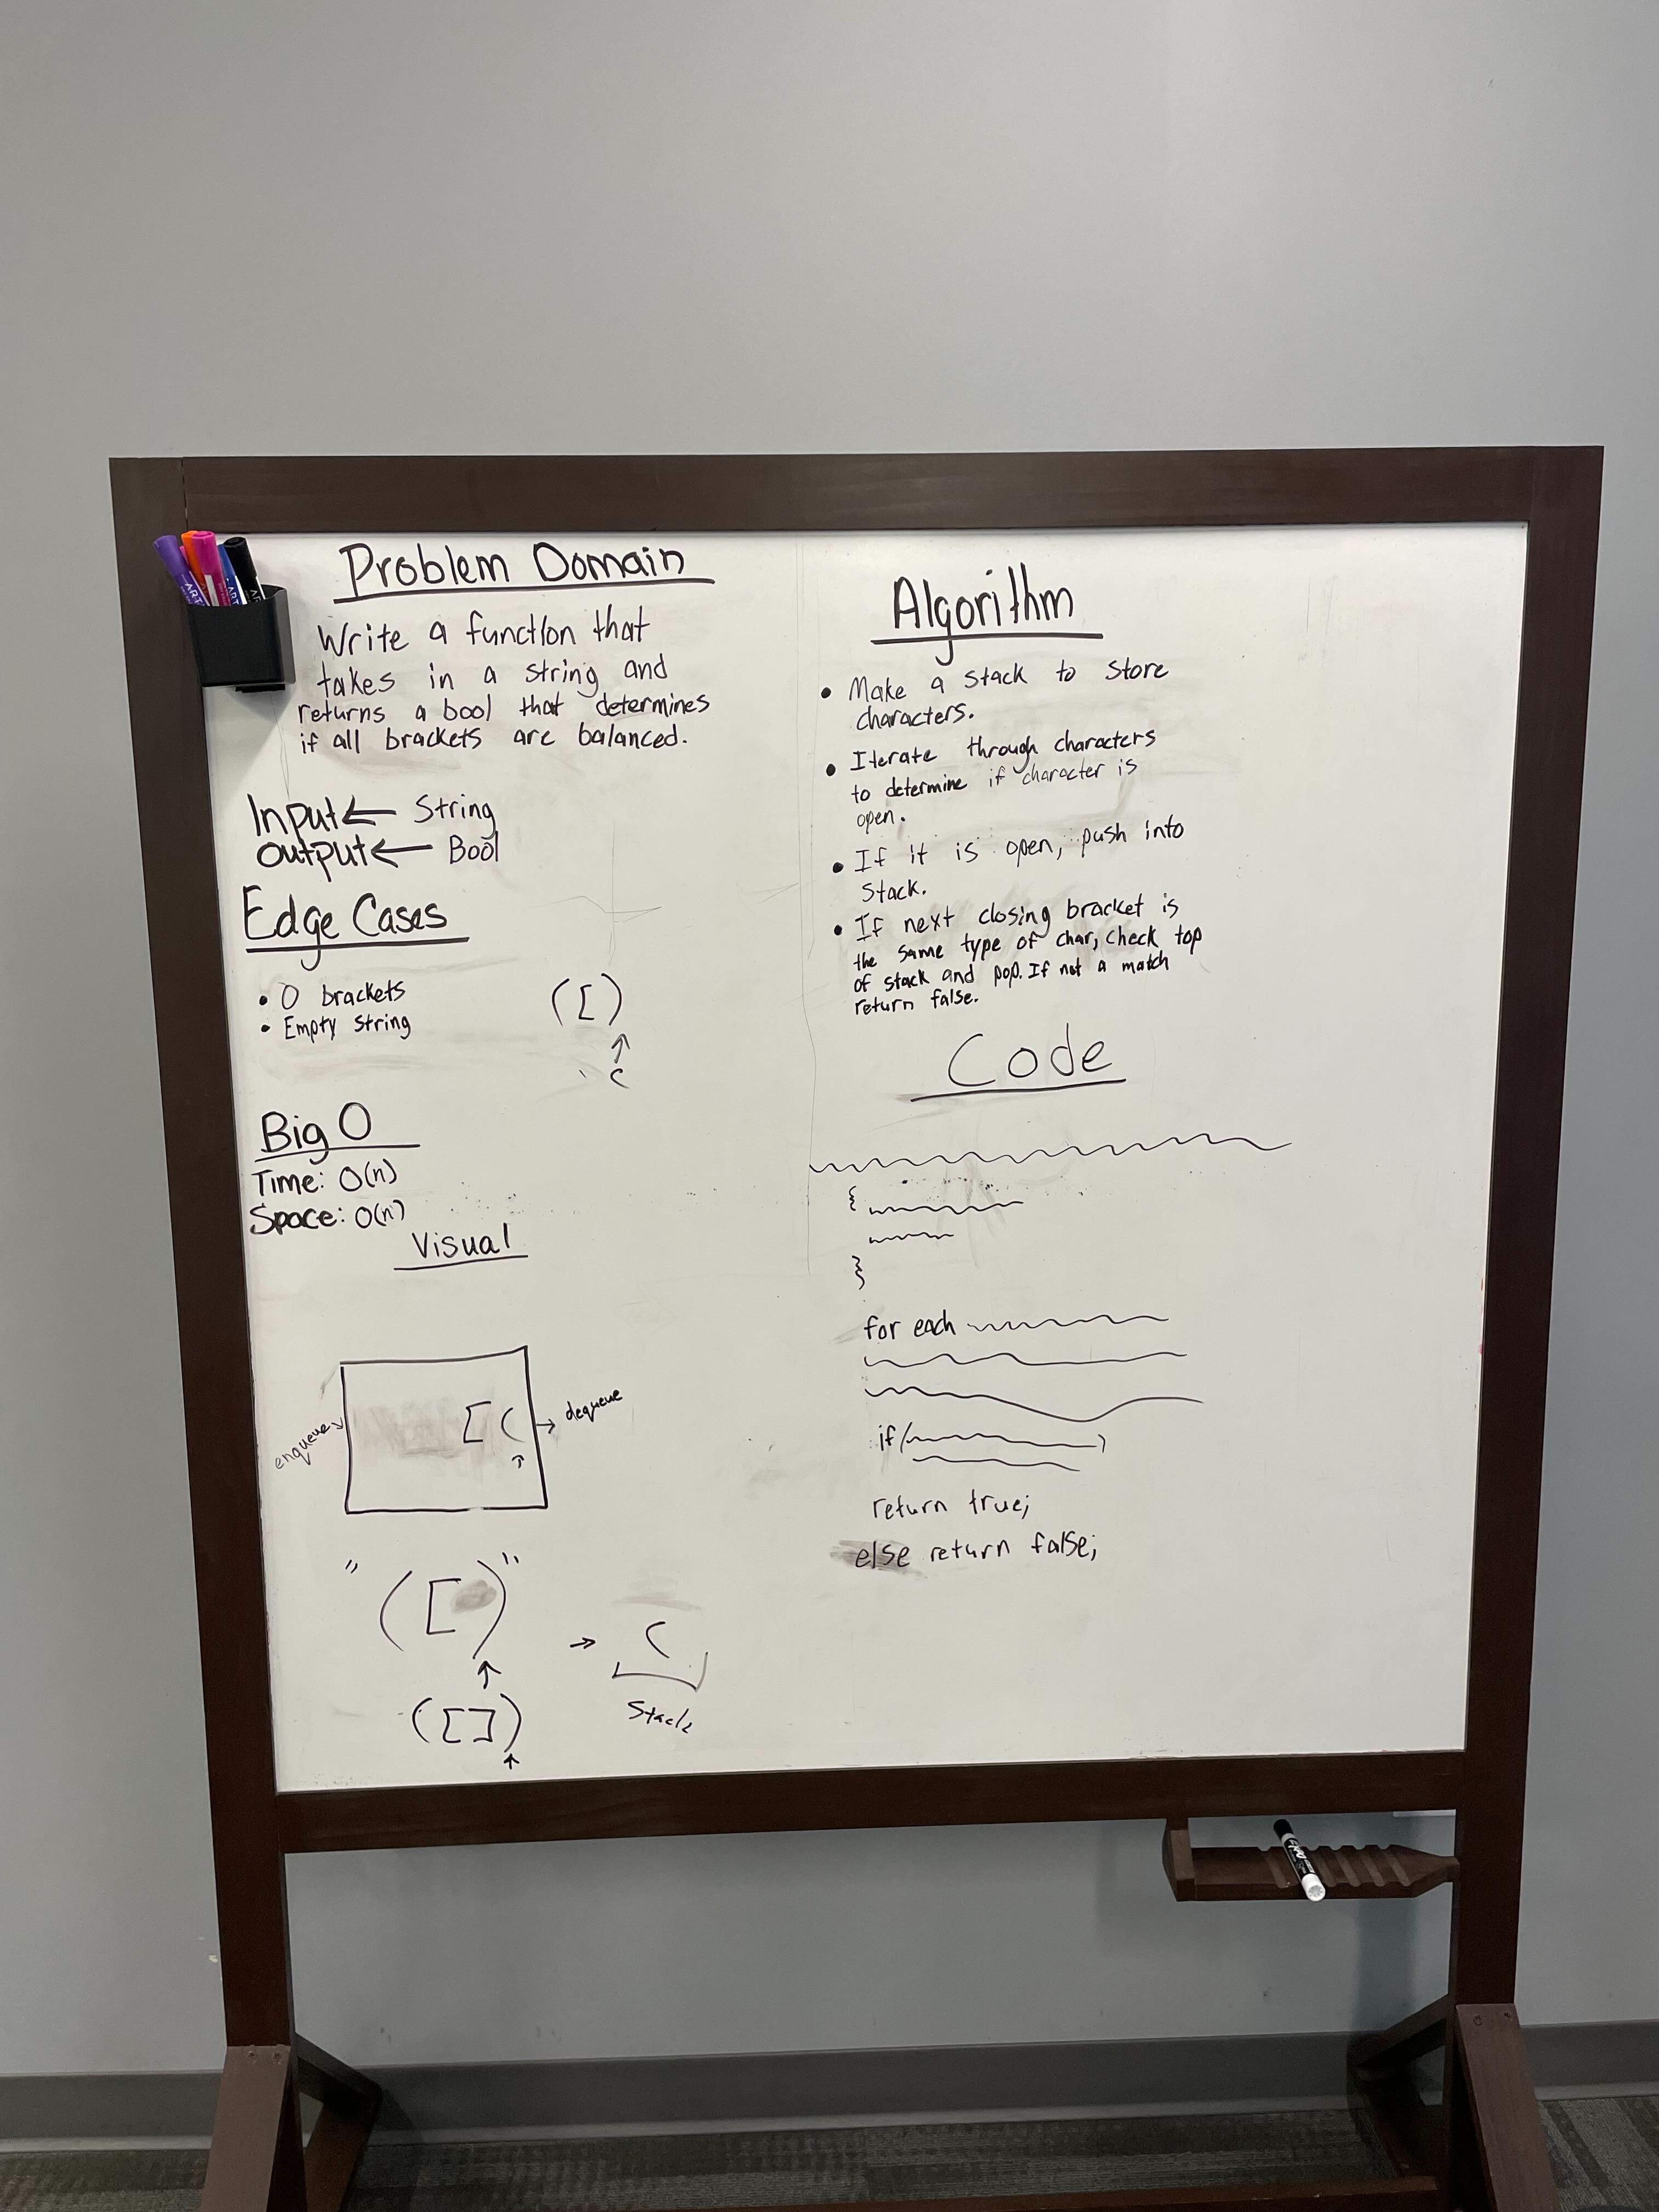 Problem Domain
Write a function that
takes in a string and
returns a bool that determines
if all brackets are balanced.
Input ← String
Output ← Bool
Edge Cases
• 0 brackets
• Empty string
([)
↑
c
Big O
Time: O(n)
Space: O(n)
Visual
enqueue
[ (
↑
→ dequeue
"([)"
↑
→ (
Stack
([])
↑
Algorithm
• Make a stack to store
characters.
• Iterate through characters
to determine if character is
open.
• If it is open, push into
stack.
• If next closing bracket is
the same type of char, check top
of stack and pop. If not a match
return false.
Code
{
}
for each
if( )
return true;
else return false;
ART
ART